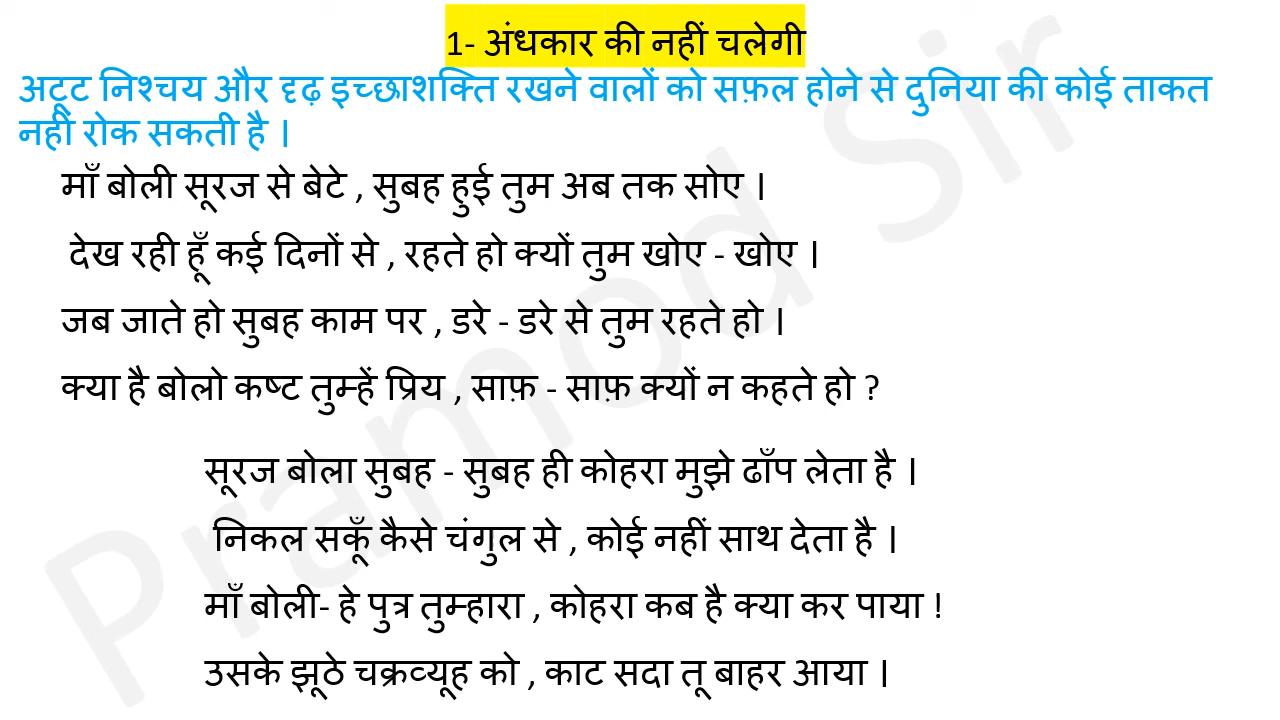 1- अंधकार की नहीं चलेगी
अटूट निश्चय और दृढ़ इच्छाशक्ति रखने वालों को सफ़ल होने से दुनिया की कोई ताकत
नहीं रोक सकती है ।
माँ बोली सूरज से बेटे , सुबह हुई तुम अब तक सोए ।
देख रही हूँ कई दिनों से , रहते हो क्यों तुम खोए - खोए ।
जब जाते हो सुबह काम पर , डरे - डरे से तुम रहते हो ।
क्या है बोलो कष्ट तुम्हें प्रिय , साफ़ - साफ़ क्यों न कहते हो ?
सूरज बोला सुबह - सुबह ही कोहरा मुझे ढाँप लेता है ।
निकल सकूँ कैसे चंगुल से , कोई नहीं साथ देता है ।
माँ बोली- हे पुत्र तुम्हारा , कोहरा कब है क्या कर पाया !
उसके झूठे चक्रव्यूह को , काट सदा तू बाहर आया ।
Pramod Sir